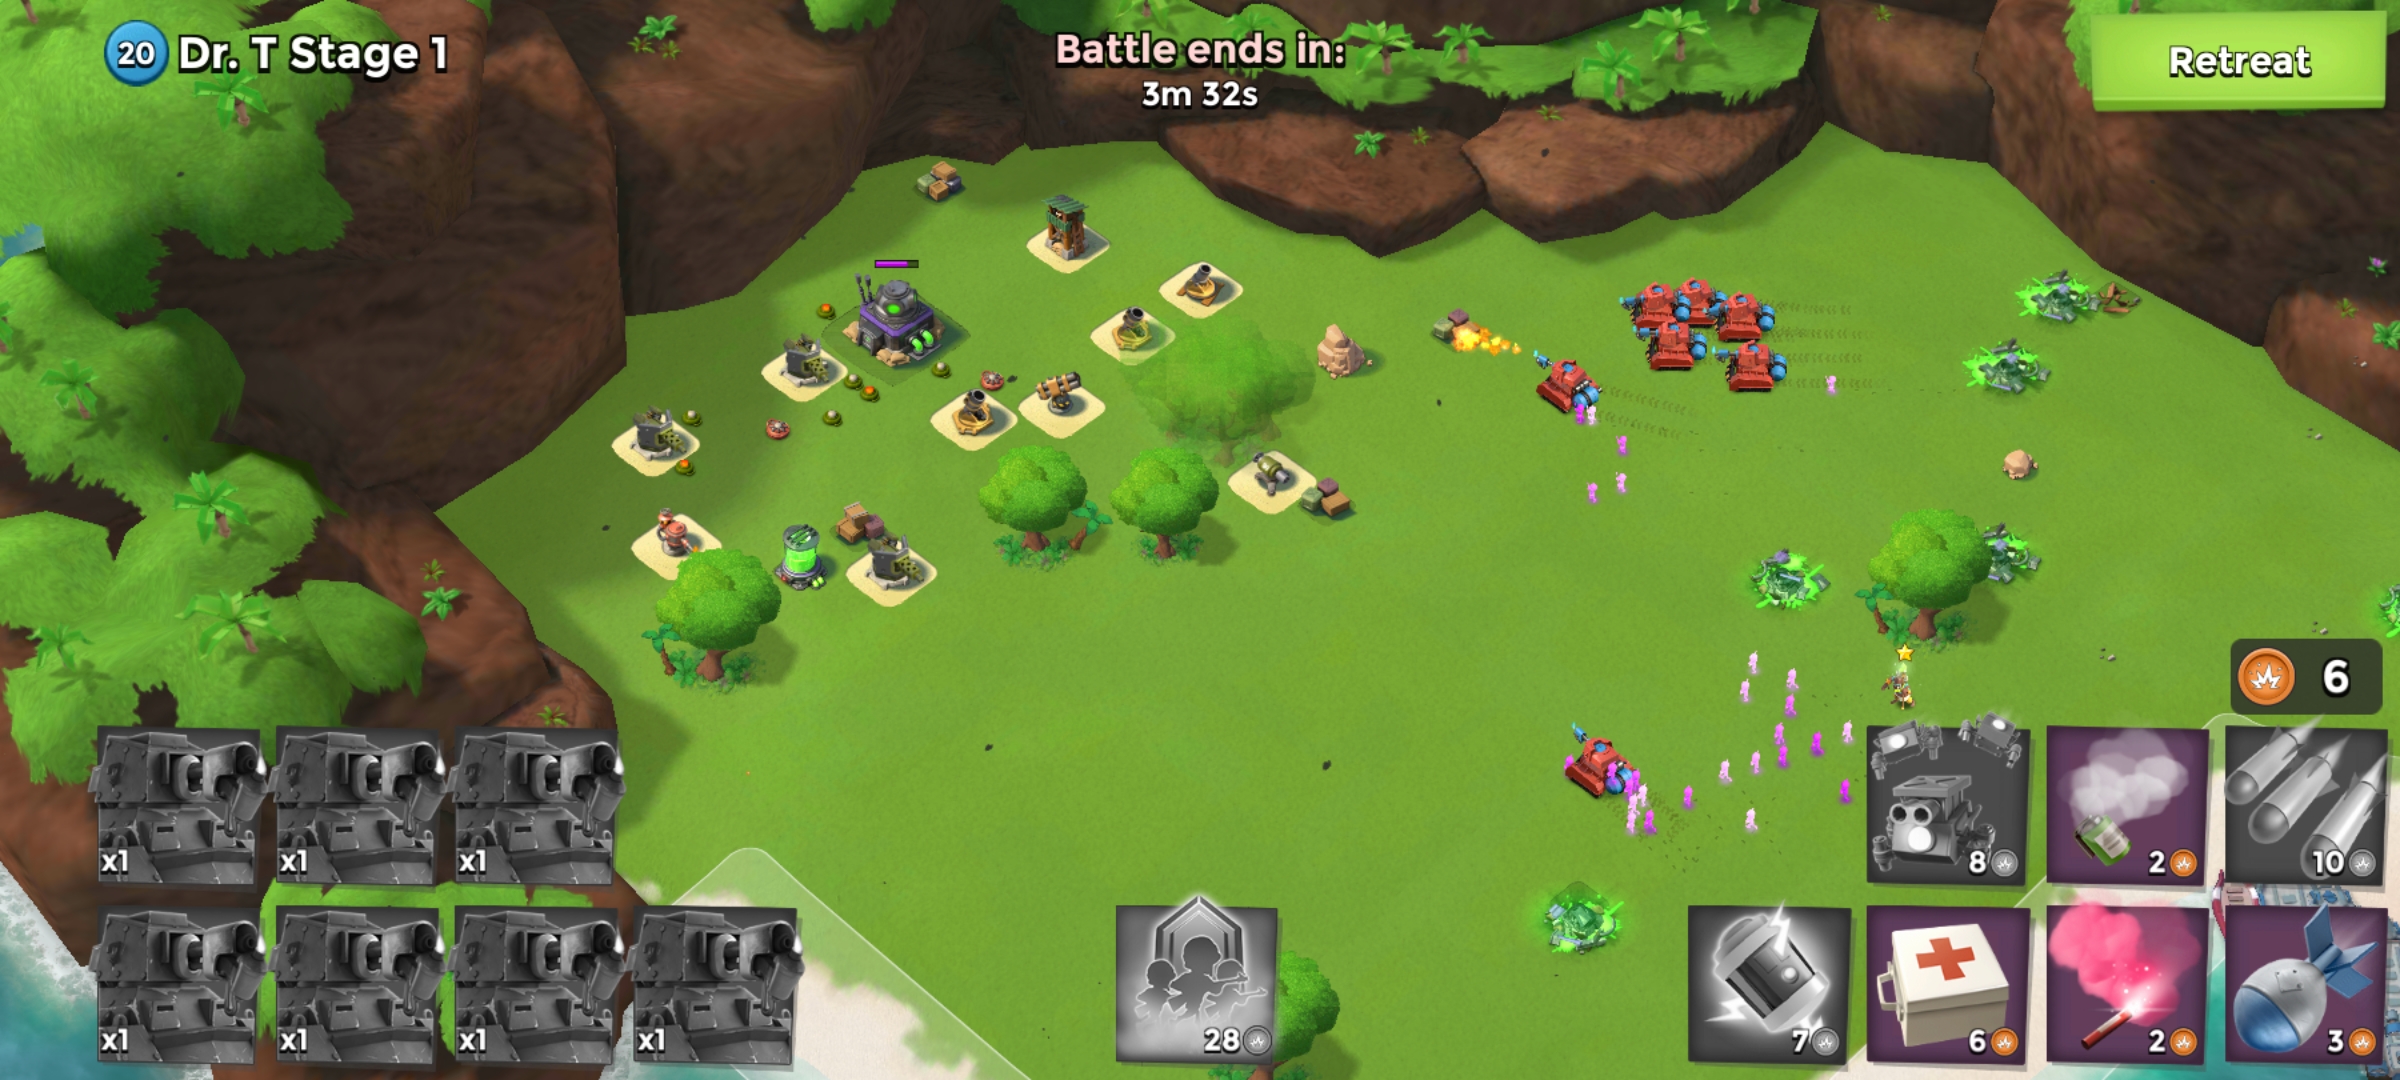 20 Dr. T Stage 1
Battle ends in:
3m 32s
Retreat
6
x1 x1 x1
8 2 10
x1 x1 x1 x1
28 7 6 2 3